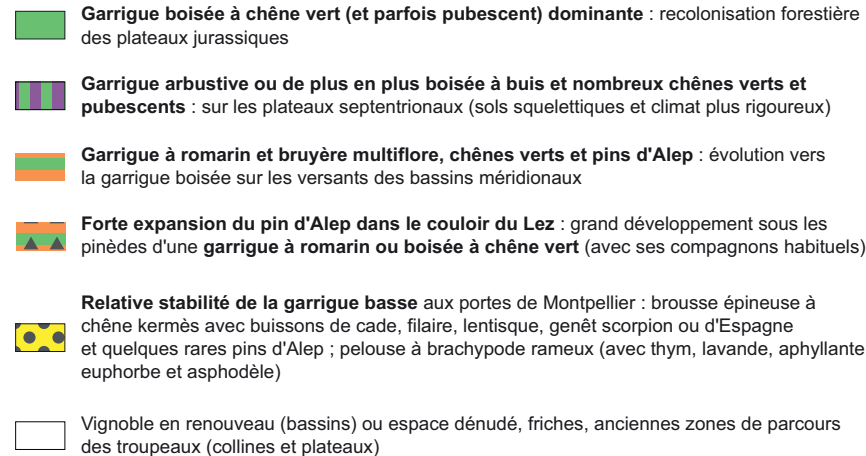 Garrigue boisée à chêne vert (et parfois pubescent) dominante : recolonisation forestière
des plateaux jurassiques
Garrigue arbustive ou de plus en plus boisée à buis et nombreux chênes verts et
pubescents : sur les plateaux septentrionaux (sols squelettiques et climat plus rigoureux)
Garrigue à romarin et bruyère multiflore, chênes verts et pins d'Alep : évolution vers
la garrigue boisée sur les versants des bassins méridionaux
Forte expansion du pin d'Alep dans le couloir du Lez : grand développement sous les
pinèdes d'une garrigue à romarin ou boisée à chêne vert (avec ses compagnons habituels)
Relative stabilité de la garrigue basse aux portes de Montpellier : brousse épineuse à
chêne kermès avec buissons de cade, filaire, lentisque, genêt scorpion ou d'Espagne
et quelques rares pins d'Alep ; pelouse à brachypode rameux (avec thym, lavande, aphyllante
euphorbe et asphodèle)
Vignoble en renouveau (bassins) ou espace dénudé, friches, anciennes zones de parcours
des troupeaux (collines et plateaux)